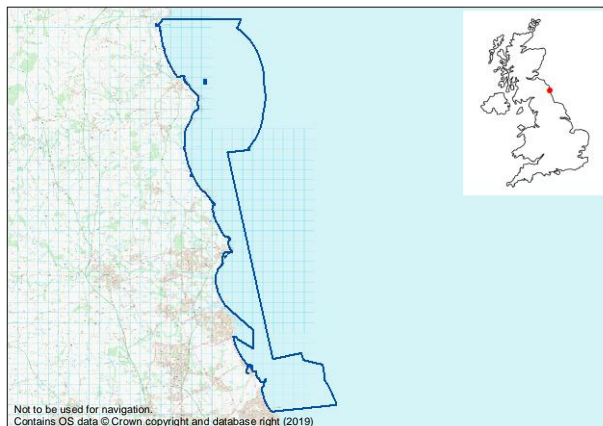 Not to be used for navigation.
Contains OS data © Crown copyright and database right (2019)